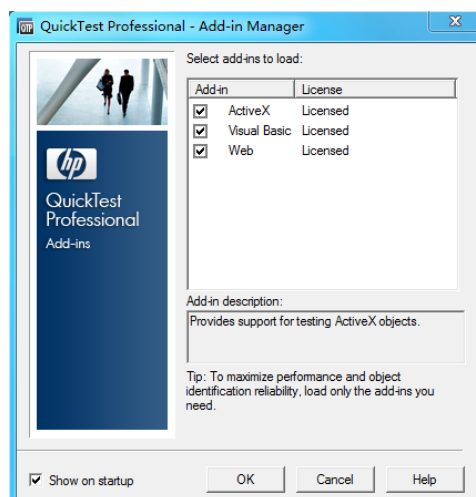 QTP QuickTest Professional - Add-in Manager
Select add-ins to load:
Add-in License
ActiveX Licensed
Visual Basic Licensed
Web Licensed
hp
QuickTest
Professional
Add-ins
Add-in description:
Provides support for testing ActiveX objects.
Tip: To maximize performance and object
identification reliability, load only the add-ins you
need.
Show on startup OK Cancel Help